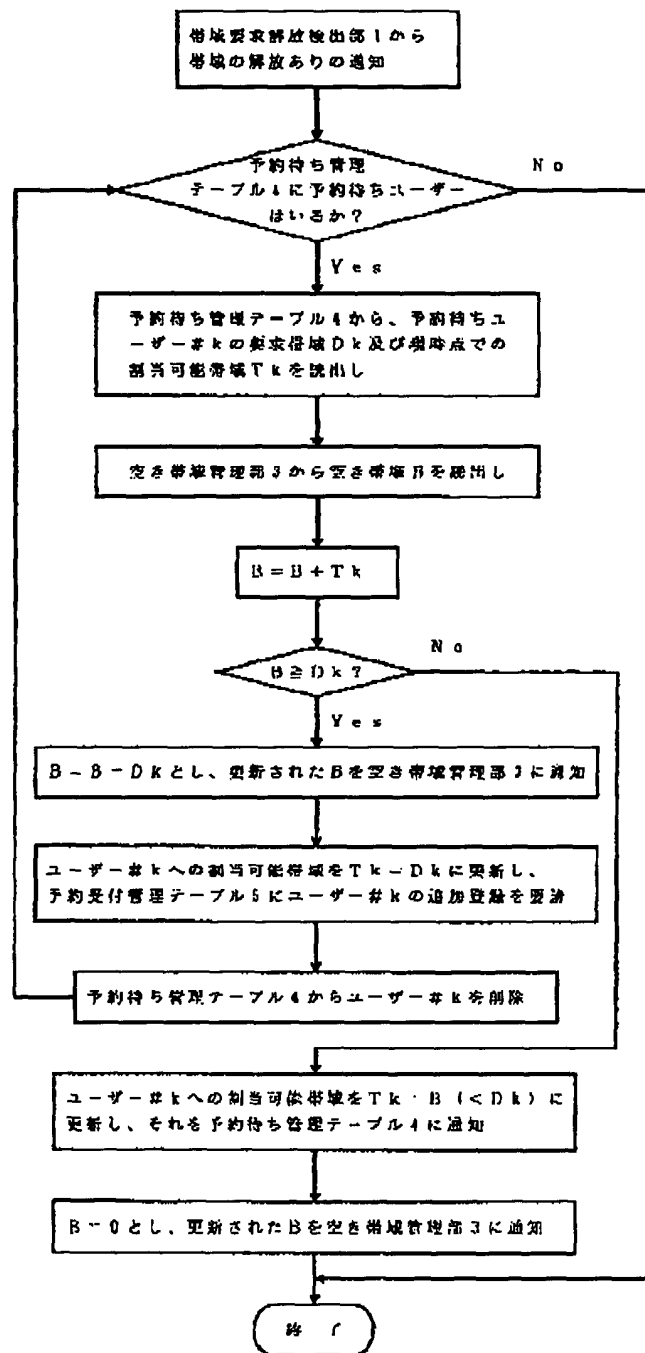 帯域要求解放検出部1から
帯域の解放ありの通知
予約待ち管理
テーブル4に予約待ちユーザー
はいるか?
No
Yes
予約待ち管理テーブル4から、予約待ちユ
ーザー#kの要求帯域Dk及び現時点での
割当可能帯域Tkを読出し
空き帯域管理部3から空き帯域Bを読出し
B=B+Tk
B≧Dk?
No
Yes
B=B-Dkとし、更新されたBを空き帯域管理部3に通知
ユーザー#kへの割当可能帯域をTk=Dkに更新し、
予約受付管理テーブル5にユーザー#kの追加登録を要請
予約待ち管理テーブル4からユーザー#kを削除
ユーザー#kへの割当可能帯域をTk=B(<Dk)に
更新し、それを予約待ち管理テーブル4に通知
B=0とし、更新されたBを空き帯域管理部3に通知
終了